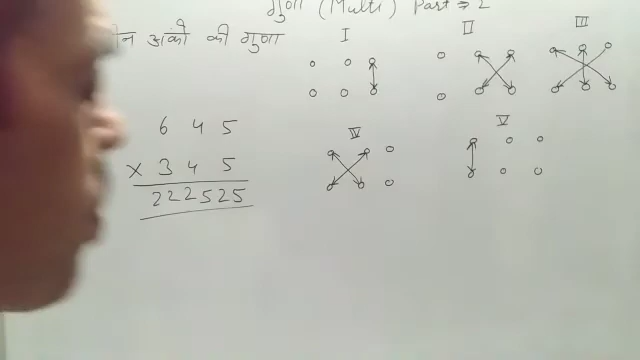 गुणा (Multi) Part ⇒ 2
अंको की गुणा
I
II
III
6 4 5
× 3 4 5
222525
IV
V